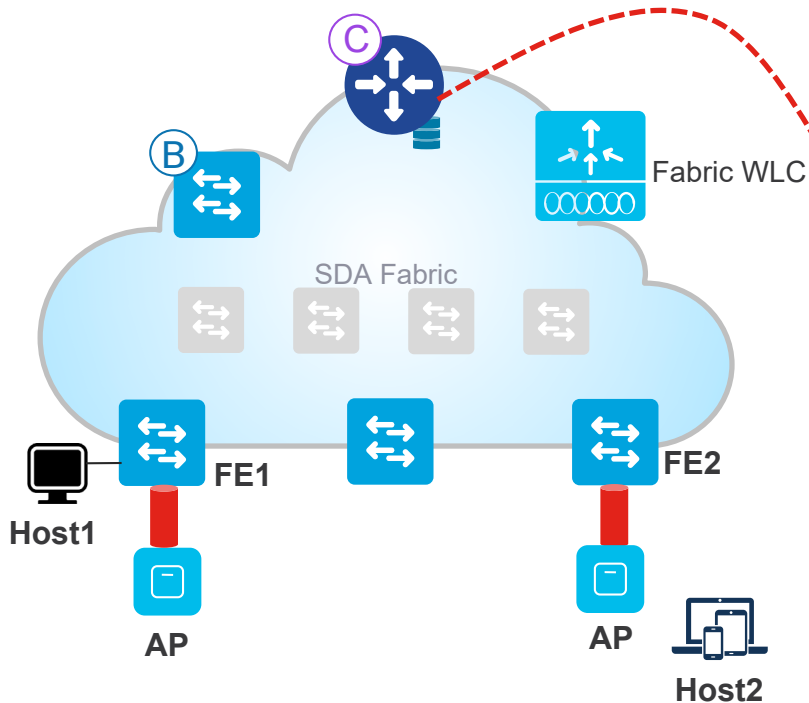 C
B
Fabric WLC
SDA Fabric
FE1
FE2
Host1
AP
AP
Host2